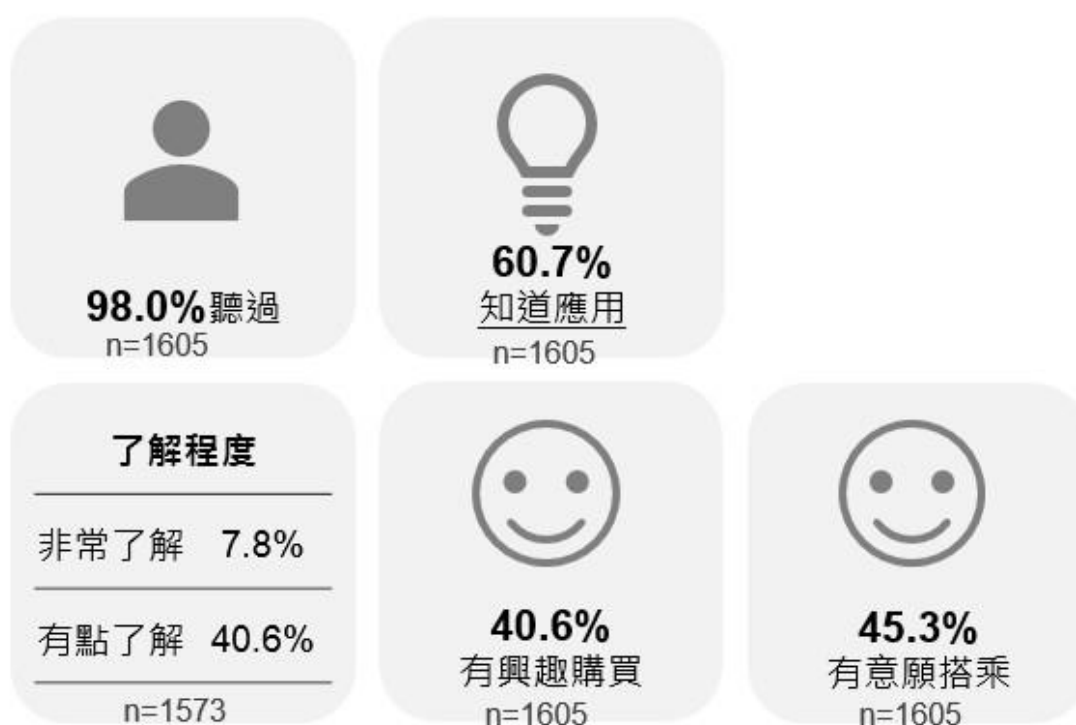 98.0%聽過
n=1605
60.7%
知道應用
n=1605
了解程度
非常了解 7.8%
有點了解 40.6%
n=1573
40.6%
有興趣購買
n=1605
45.3%
有意願搭乘
n=1605